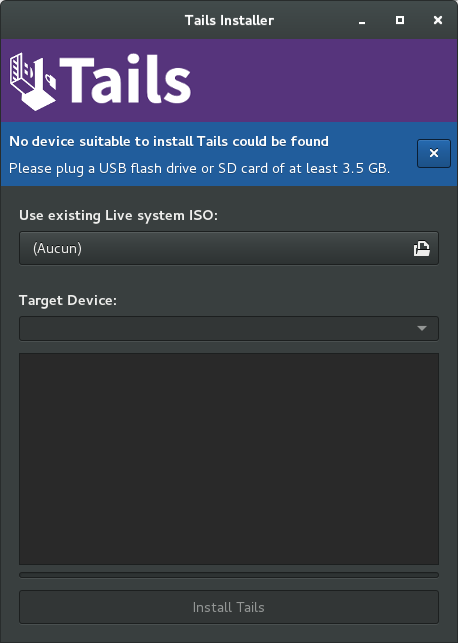 Tails Installer
Tails
No device suitable to install Tails could be found
Please plug a USB flash drive or SD card of at least 3.5 GB.
Use existing Live system ISO:
(Aucun)
Target Device:
Install Tails